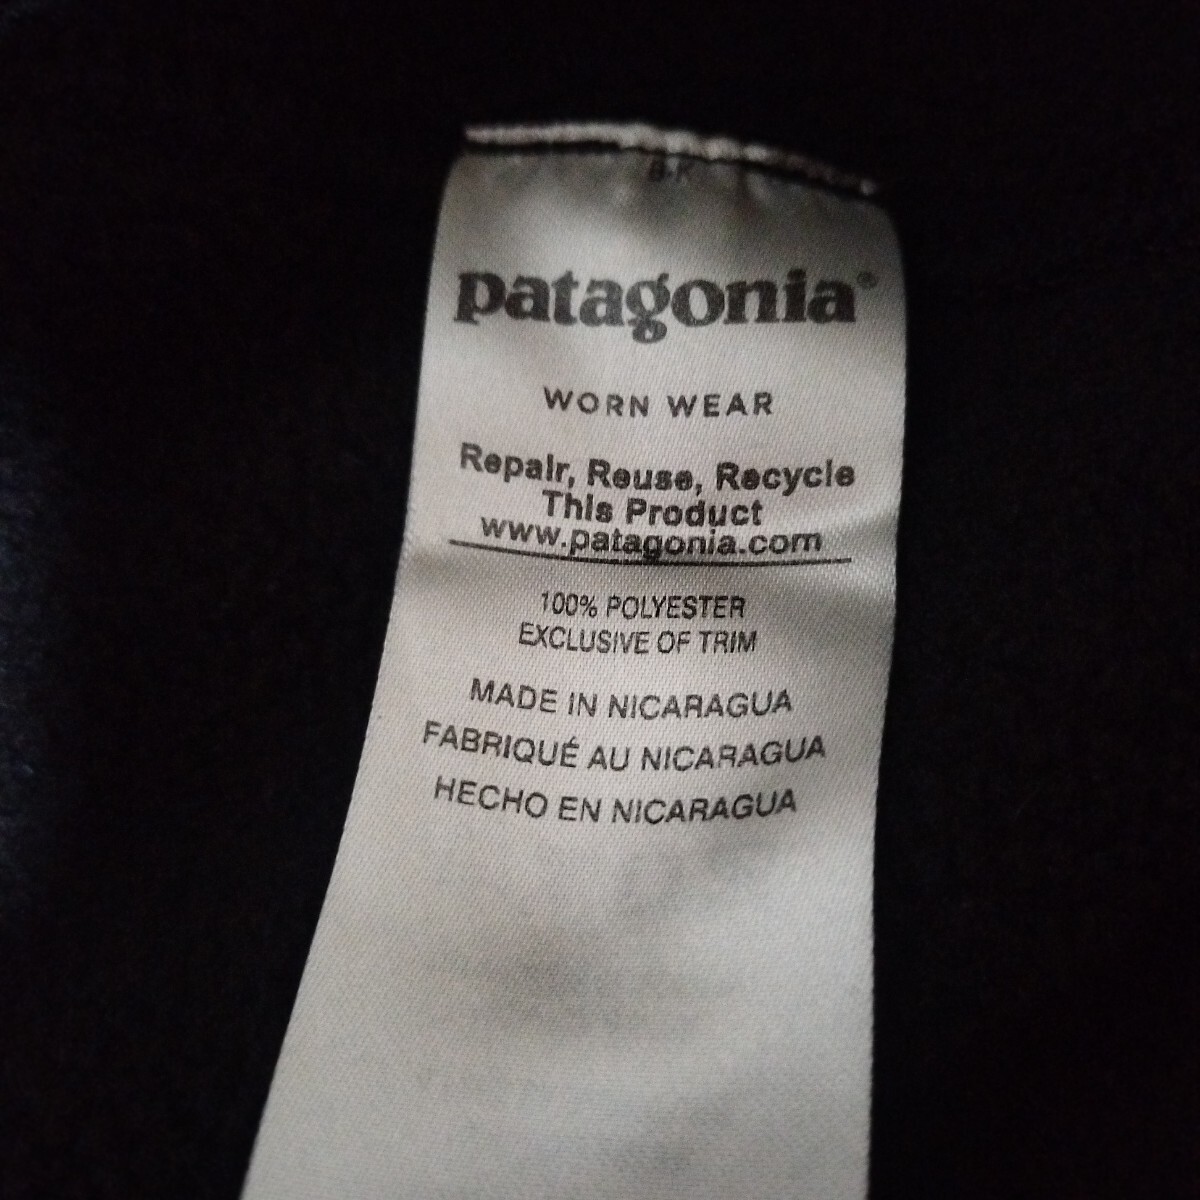 patagonia®
WORN WEAR
Repair, Reuse, Recycle
This Product
www.patagonia.com
100% POLYESTER
EXCLUSIVE OF TRIM
MADE IN NICARAGUA
FABRIQUÉ AU NICARAGUA
HECHO EN NICARAGUA